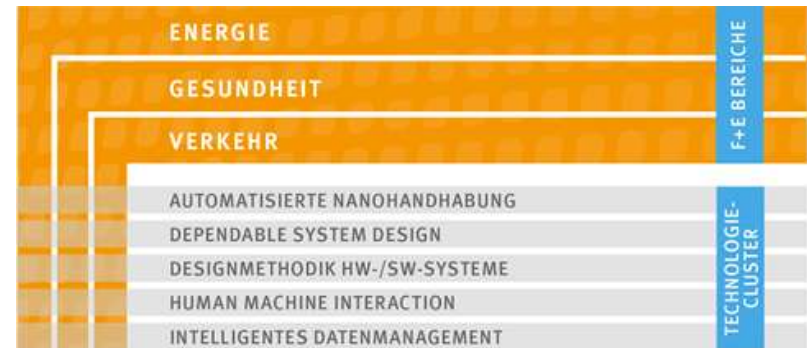 ENERGIE
GESUNDHEIT
VERKEHR
F+E BEREICHE
AUTOMATISIERTE NANOHANDHABUNG
DEPENDABLE SYSTEM DESIGN
DESIGNMETHODIK HW-/SW-SYSTEME
HUMAN MACHINE INTERACTION
INTELLIGENTES DATENMANAGEMENT
TECHNOLOGIE-
CLUSTER